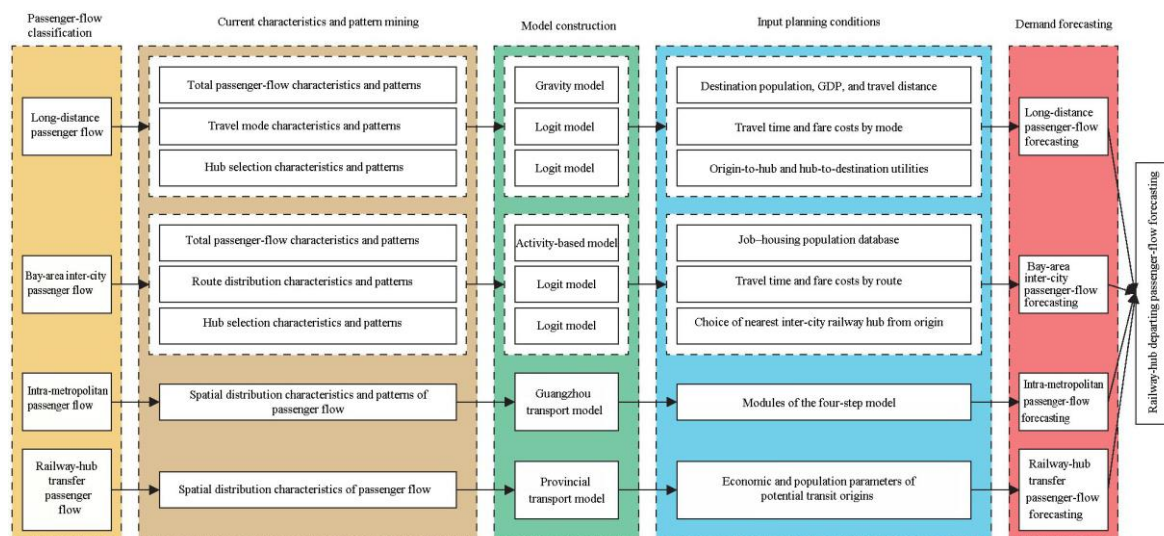 Passenger-flow
classification
Current characteristics and pattern mining
Model construction
Input planning conditions
Demand forecasting
Long-distance
passenger flow
Total passenger-flow characteristics and patterns
Travel mode characteristics and patterns
Hub selection characteristics and patterns
Gravity model
Logit model
Logit model
Destination population, GDP, and travel distance
Travel time and fare costs by mode
Origin-to-hub and hub-to-destination utilities
Long-distance
passenger-flow
forecasting
Bay-area inter-city
passenger flow
Total passenger-flow characteristics and patterns
Route distribution characteristics and patterns
Hub selection characteristics and patterns
Activity-based model
Logit model
Logit model
Job–housing population database
Travel time and fare costs by route
Choice of nearest inter-city railway hub from origin
Bay-area
inter-city
passenger-flow
forecasting
Intra-metropolitan
passenger flow
Spatial distribution characteristics and patterns
of passenger flow
Guangzhou
transport model
Modules of the four-step model
Intra-metropolitan
passenger-flow
forecasting
Railway-hub
transfer
passenger
flow
Spatial distribution characteristics of passenger flow
Provincial
transport model
Economic and population parameters of
potential transit origins
Railway-hub
transfer
passenger-flow
forecasting
Railway-hub departing passenger-flow forecasting